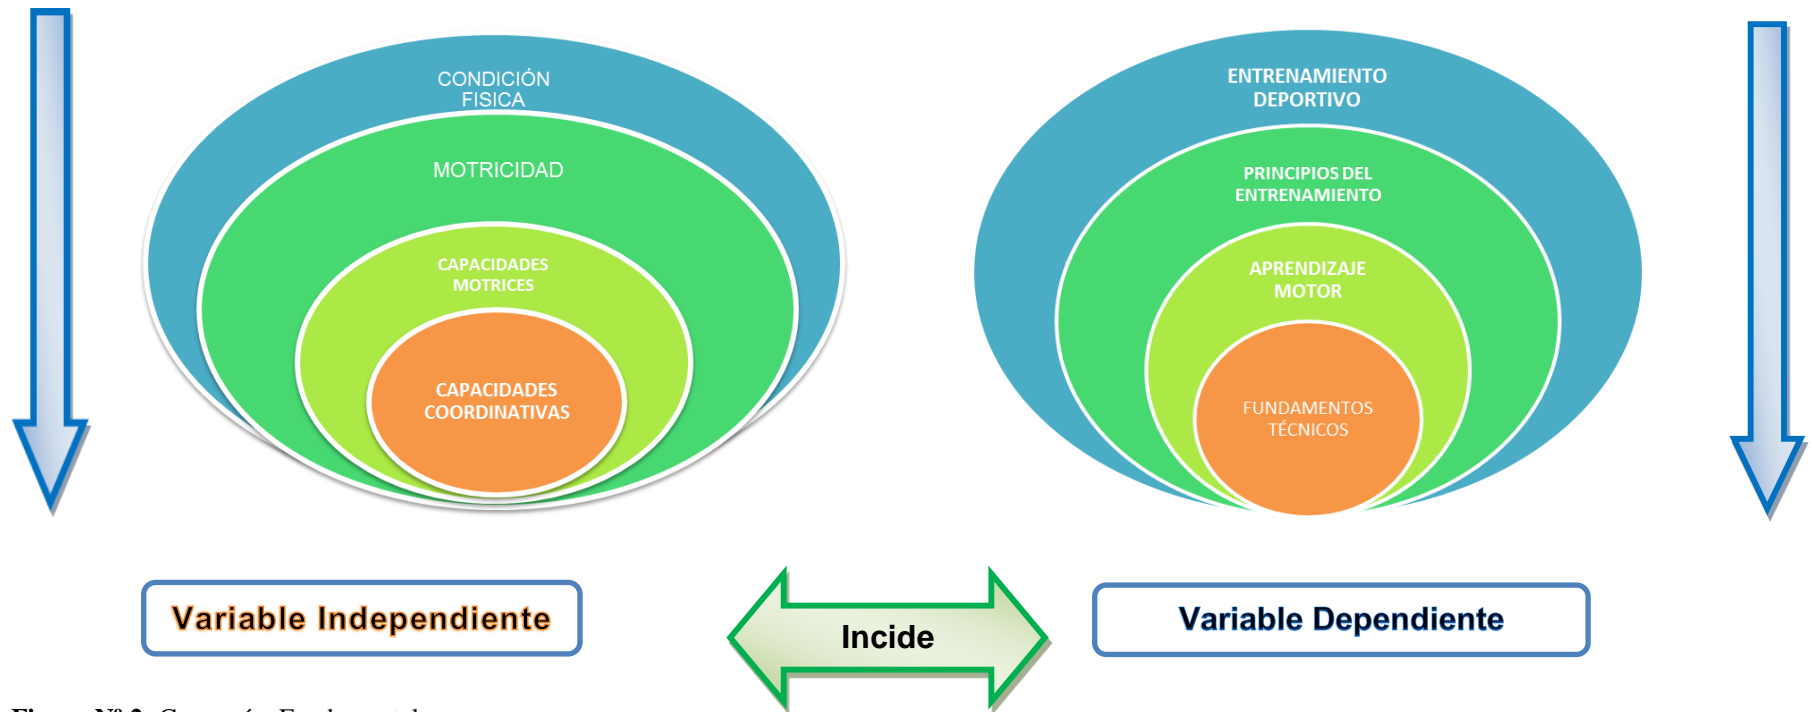 CONDICIÓN
FISICA
MOTRICIDAD
CAPACIDADES
MOTRICES
CAPACIDADES
COORDINATIVAS
ENTRENAMIENTO
DEPORTIVO
PRINCIPIOS DEL
ENTRENAMIENTO
APRENDIZAJE
MOTOR
FUNDAMENTOS
TÉCNICOS
Variable Independiente
Incide
Variable Dependiente